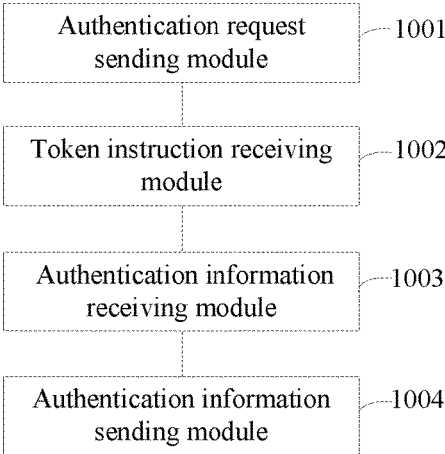 Authentication request
sending module
1001
Token instruction receiving
module
1002
Authentication information
receiving module
1003
Authentication information
sending module
1004